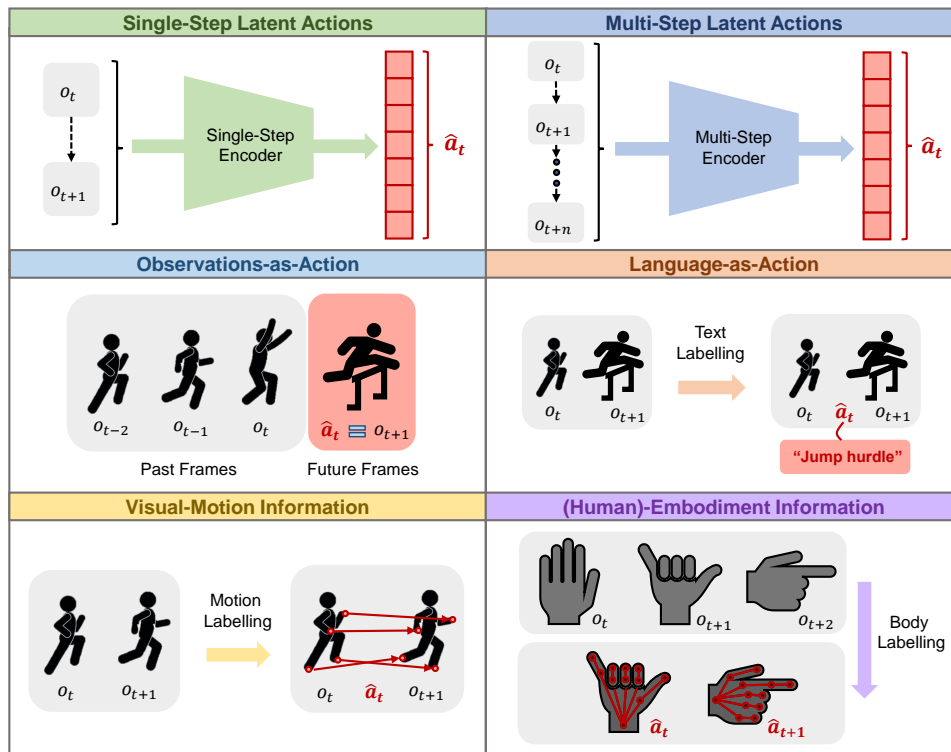 Single-Step Latent Actions
o_t
o_{t+1}
Single-Step
Encoder
â_t
Multi-Step Latent Actions
o_t
o_{t+1}
o_{t+n}
Multi-Step
Encoder
â_t
Observations-as-Action
o_{t-2} o_{t-1} o_t â_t = o_{t+1}
Past Frames Future Frames
Language-as-Action
Text
Labelling
o_t o_{t+1}
o_t â_t o_{t+1}
“Jump hurdle”
Visual-Motion Information
Motion
Labelling
o_t o_{t+1}
o_t â_t o_{t+1}
(Human)-Embodiment Information
o_t o_{t+1} o_{t+2}
Body
Labelling
â_t â_{t+1}